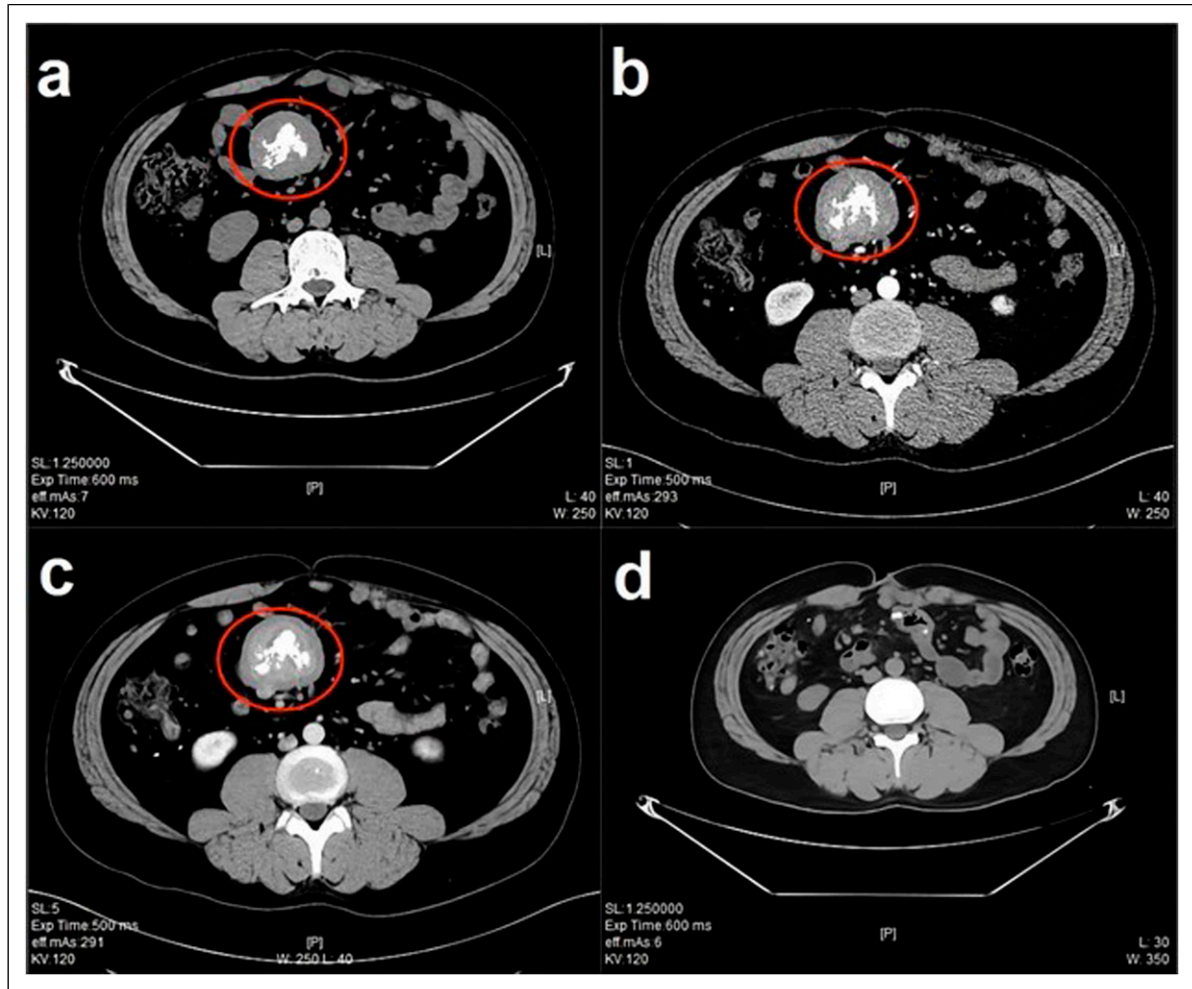 a
[L]
SL:1.250000
Exp Time:600 ms
eff.mAs:7
KV:120
[P]
L: 40
W: 250
b
[L]
SL:1
Exp Time:500 ms
eff.mAs:293
KV:120
[P]
L: 40
W: 250
c
[L]
SL:5
Exp Time:500 ms
eff.mAs:291
KV:120
[P]
W: 250 L: 40
d
[L]
SL:1.250000
Exp Time:600 ms
eff.mAs:6
KV:120
[P]
L: 30
W: 350